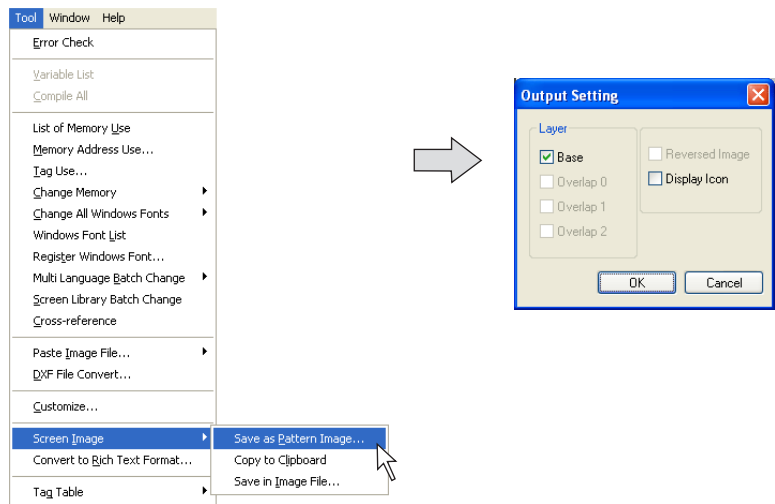 Tool Window Help
Error Check
Variable List
Compile All
List of Memory Use
Memory Address Use...
Tag Use...
Change Memory
Change All Windows Fonts
Windows Font List
Register Windows Font...
Multi Language Batch Change
Screen Library Batch Change
Cross-reference
Paste Image File...
DXF File Convert...
Customize...
Screen Image
Convert to Rich Text Format...
Tag Table
Save as Pattern Image...
Copy to Clipboard
Save in Image File...
Output Setting
Layer
Base
Overlap 0
Overlap 1
Overlap 2
Reversed Image
Display Icon
OK Cancel